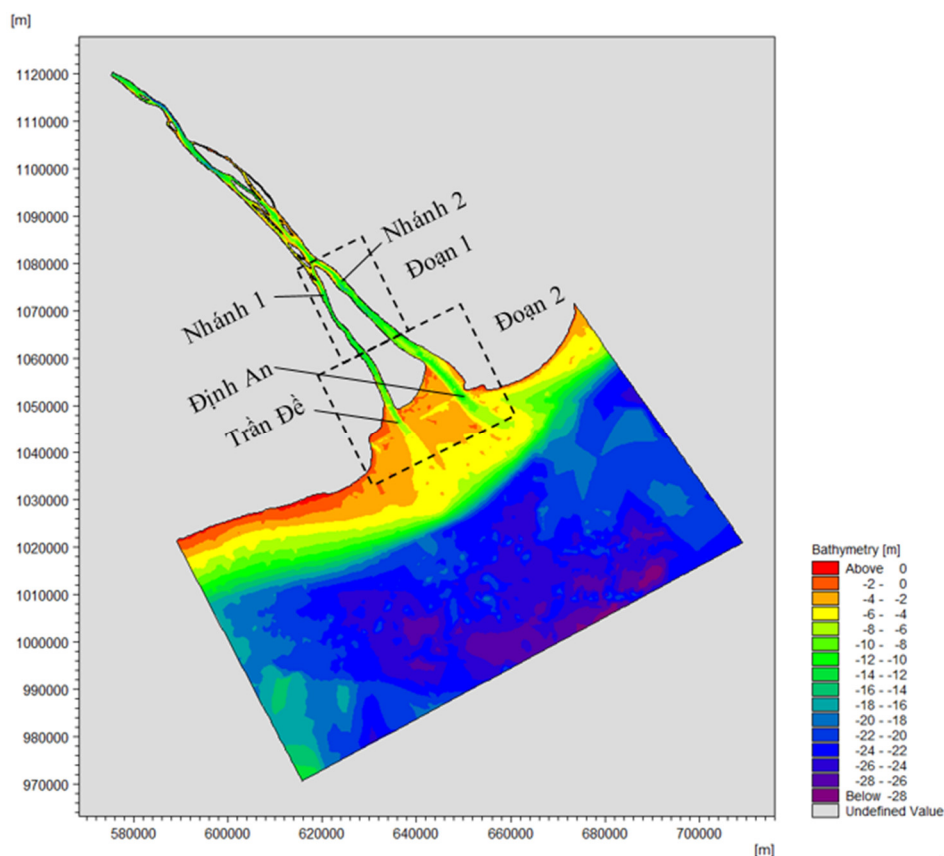 [m]
1120000
1110000
1100000
1090000
1080000
1070000
1060000
1050000
1040000
1030000
1020000
1010000
1000000
990000
980000
970000
Nhánh 2
Đoạn 1
Nhánh 1
Đoạn 2
Định An
Trần Đề
580000 600000 620000 640000 660000 680000 700000
[m]
Bathymetry [m]
Above 0
-2 - 0
-4 - -2
-6 - -4
-8 - -6
-10 - -8
-12 - -10
-14 - -12
-16 - -14
-18 - -16
-20 - -18
-22 - -20
-24 - -22
-26 - -24
-28 - -26
Below -28
Undefined Value